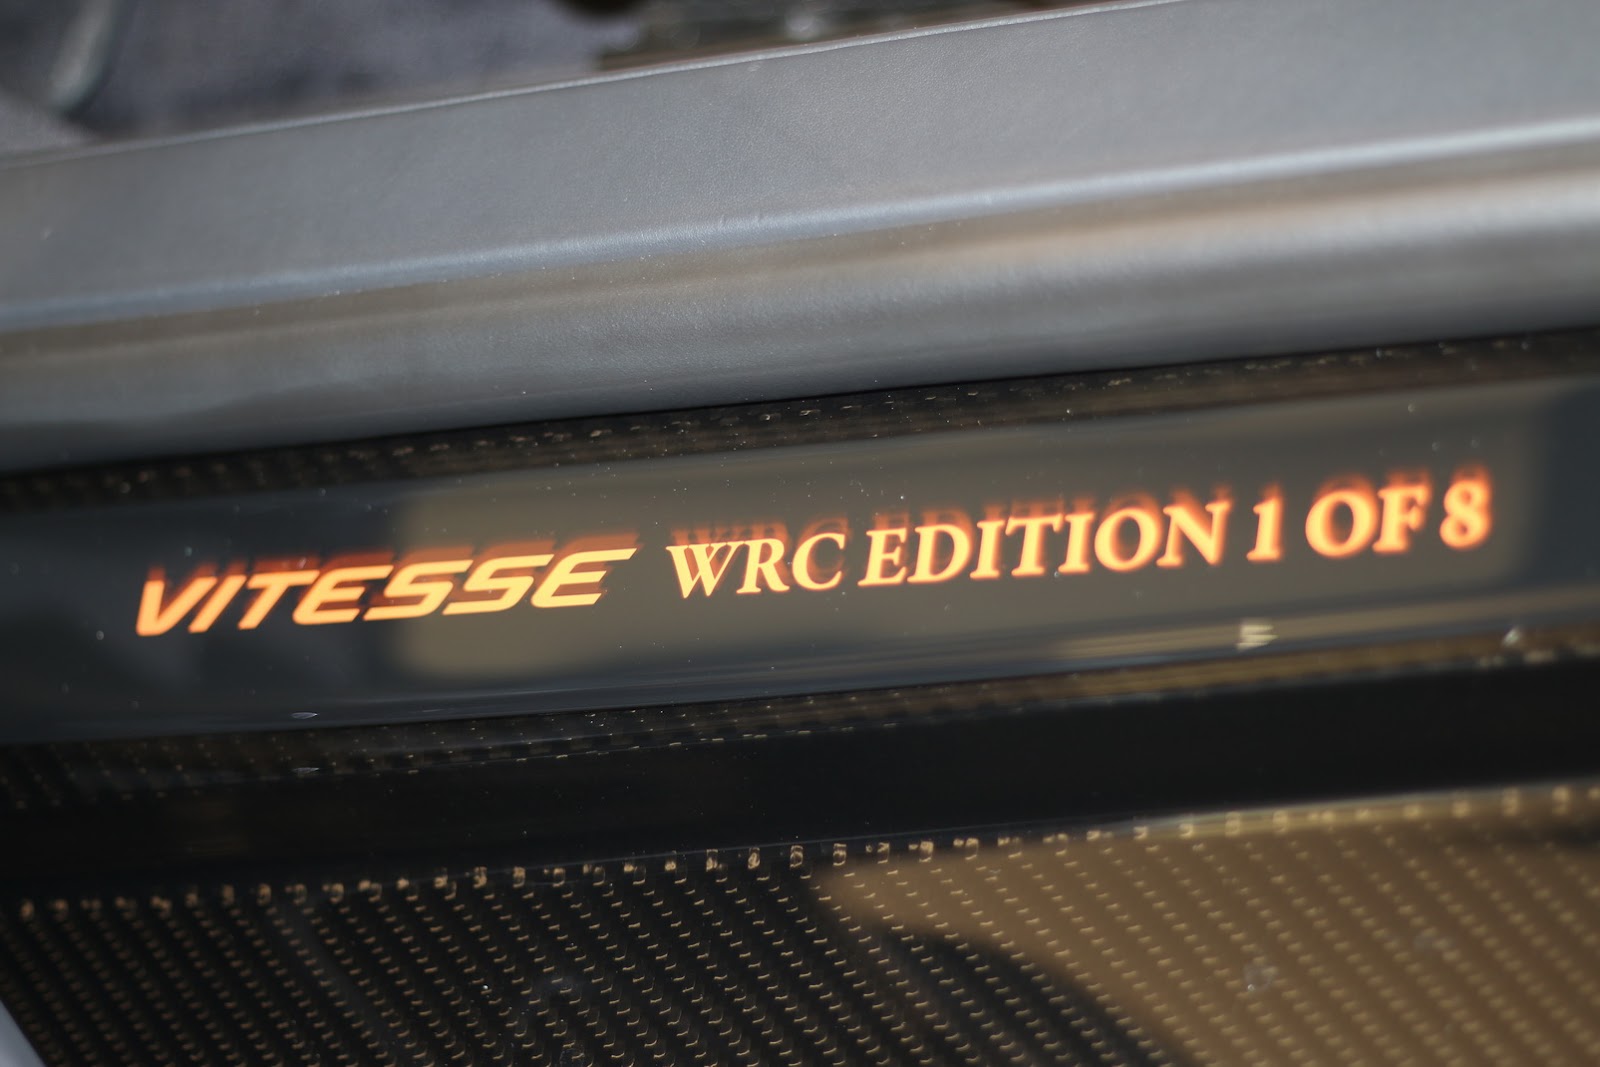 VITESSE WRC EDITION 1 OF 8